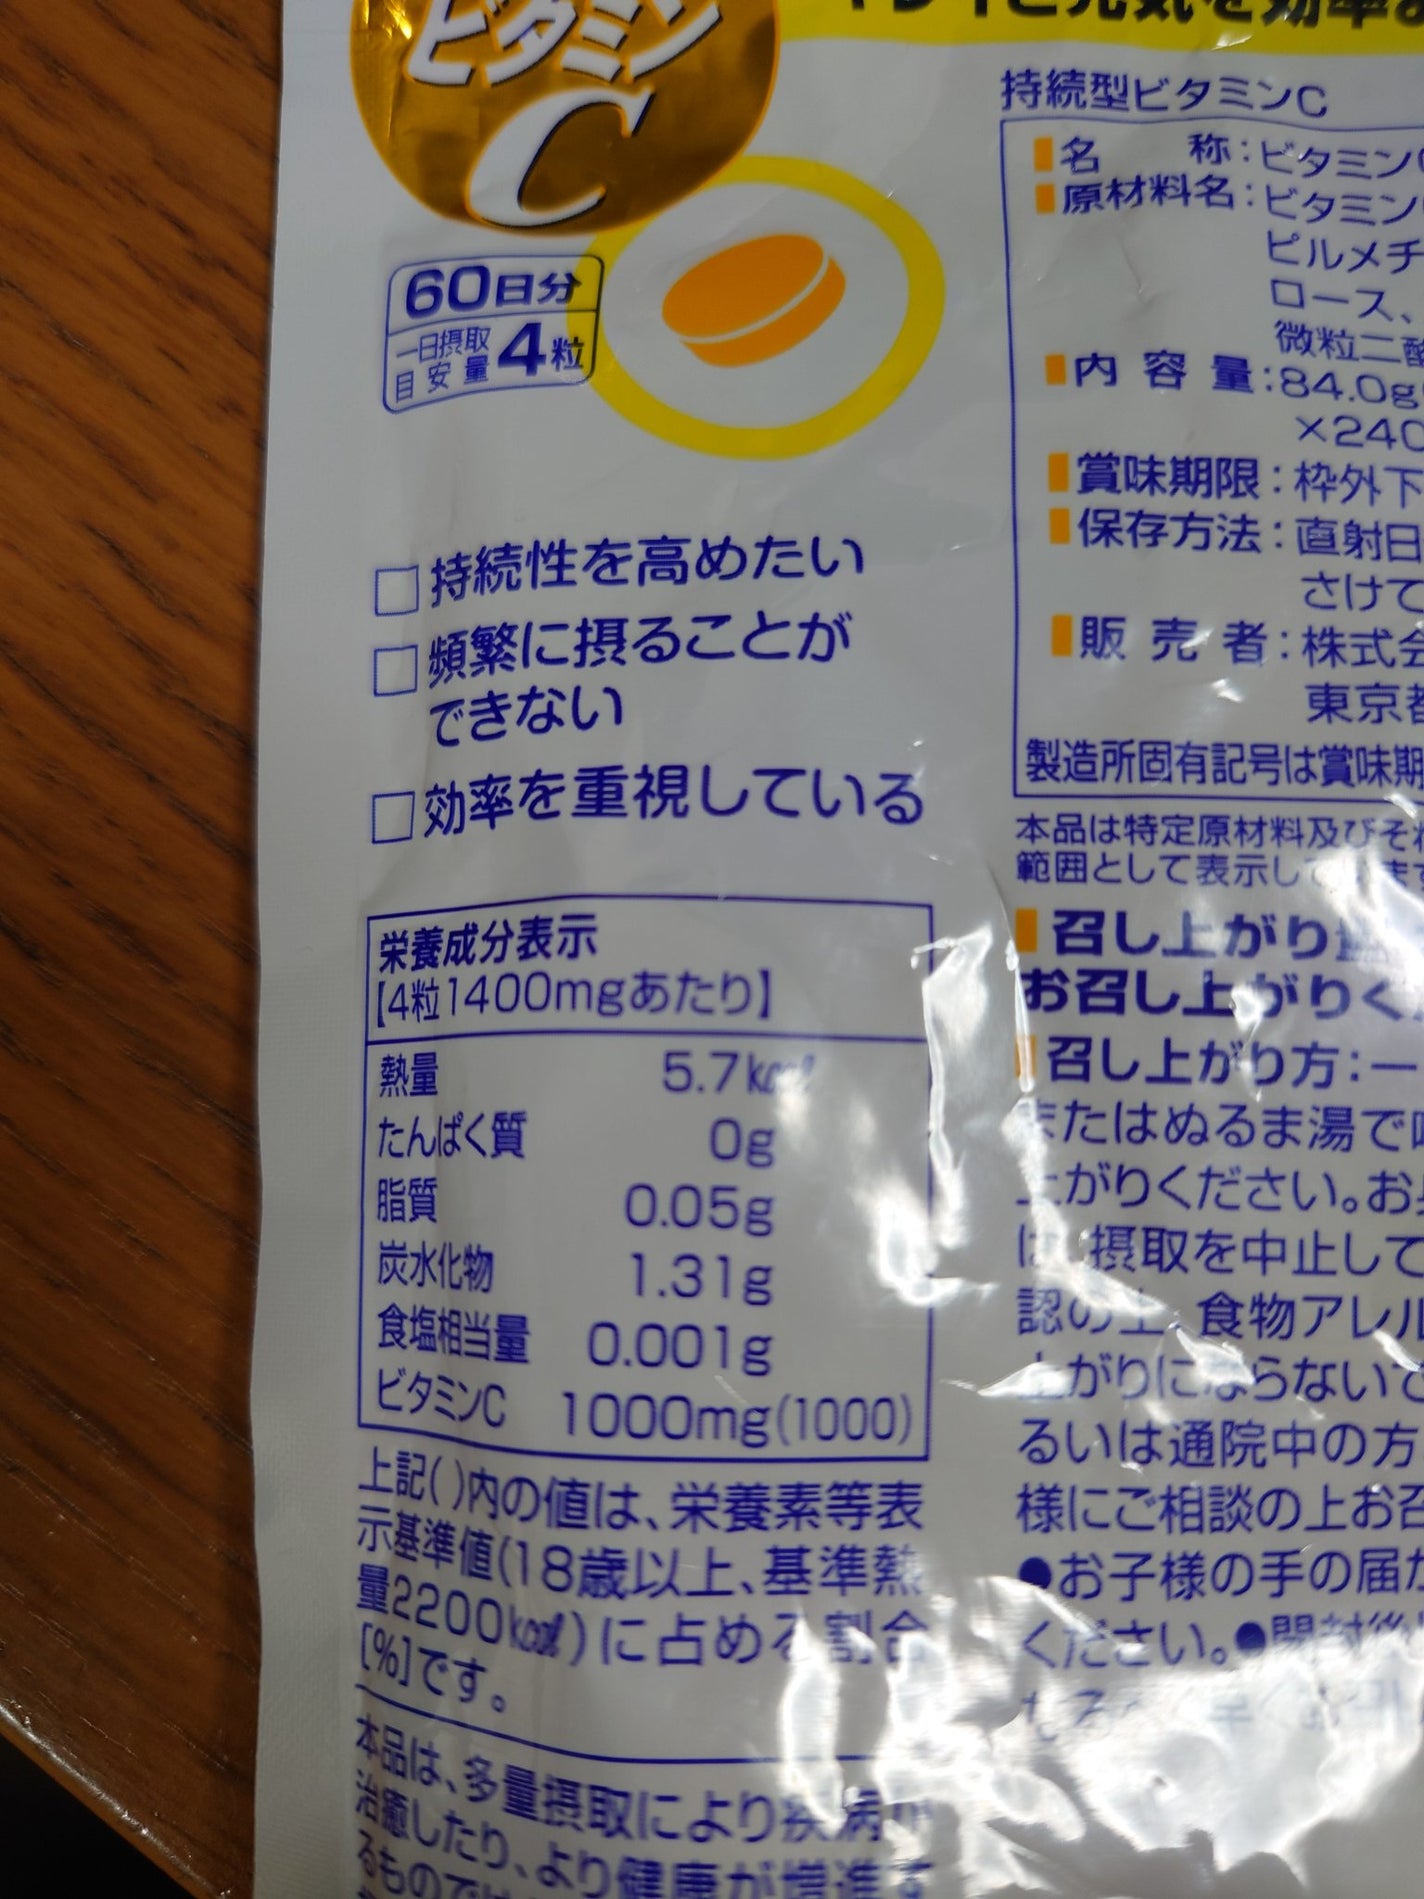 ビタミン
C
と元気を効率
60日分
一日摂取
目安量 4粒
□持続性を高めたい
□頻繁に摂ることが
できない
□効率を重視している
栄養成分表示
【4粒1400mgあたり】
熱量 5.7kcal
たんぱく質 0g
脂質 0.05g
炭水化物 1.31g
食塩相当量 0.001g
ビタミンC 1000mg(1000)
上記( )内の値は、栄養素等表
示基準値(18歳以上、基準熱
量2200kcal)に占める割合
[%]です。
本品は、多量摂取により疾病が
治癒したり、より健康が増進す
るものでは
持続型ビタミンC
名称:ビタミン
原材料名:ビタミン
ピルメチ
ロース、
微粒二酸
内容量:84.0g
×240
賞味期限:枠外下
保存方法:直射日
さけて
販売者:株式会
東京都
製造所固有記号は賞味期
本品は特定原材料及びそれ
範囲として表示して
召し上がり量
お召し上がりくだ
召し上がり方:一
またはぬるま湯で
上がりください。お
は、摂取を中止して
認の上、食物アレル
上がりにならないで
るいは通院中の方
様にご相談の上お召
●お子様の手の届か
ください。●開封後